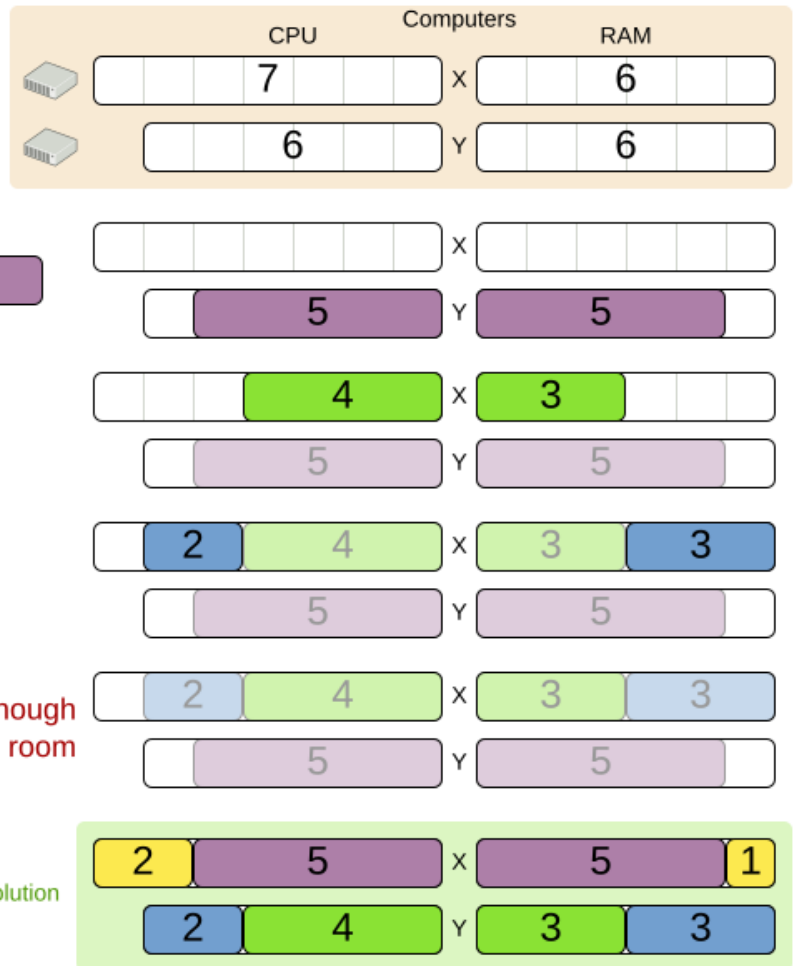 Computers
CPU RAM
7 X 6
6 Y 6
X
5 Y 5
4 X 3
5 Y 5
2 4 X 3 3
5 Y 5
2 4 X 3 3
nough
room
5 Y 5
2 5 X 5 1
olution
2 4 Y 3 3